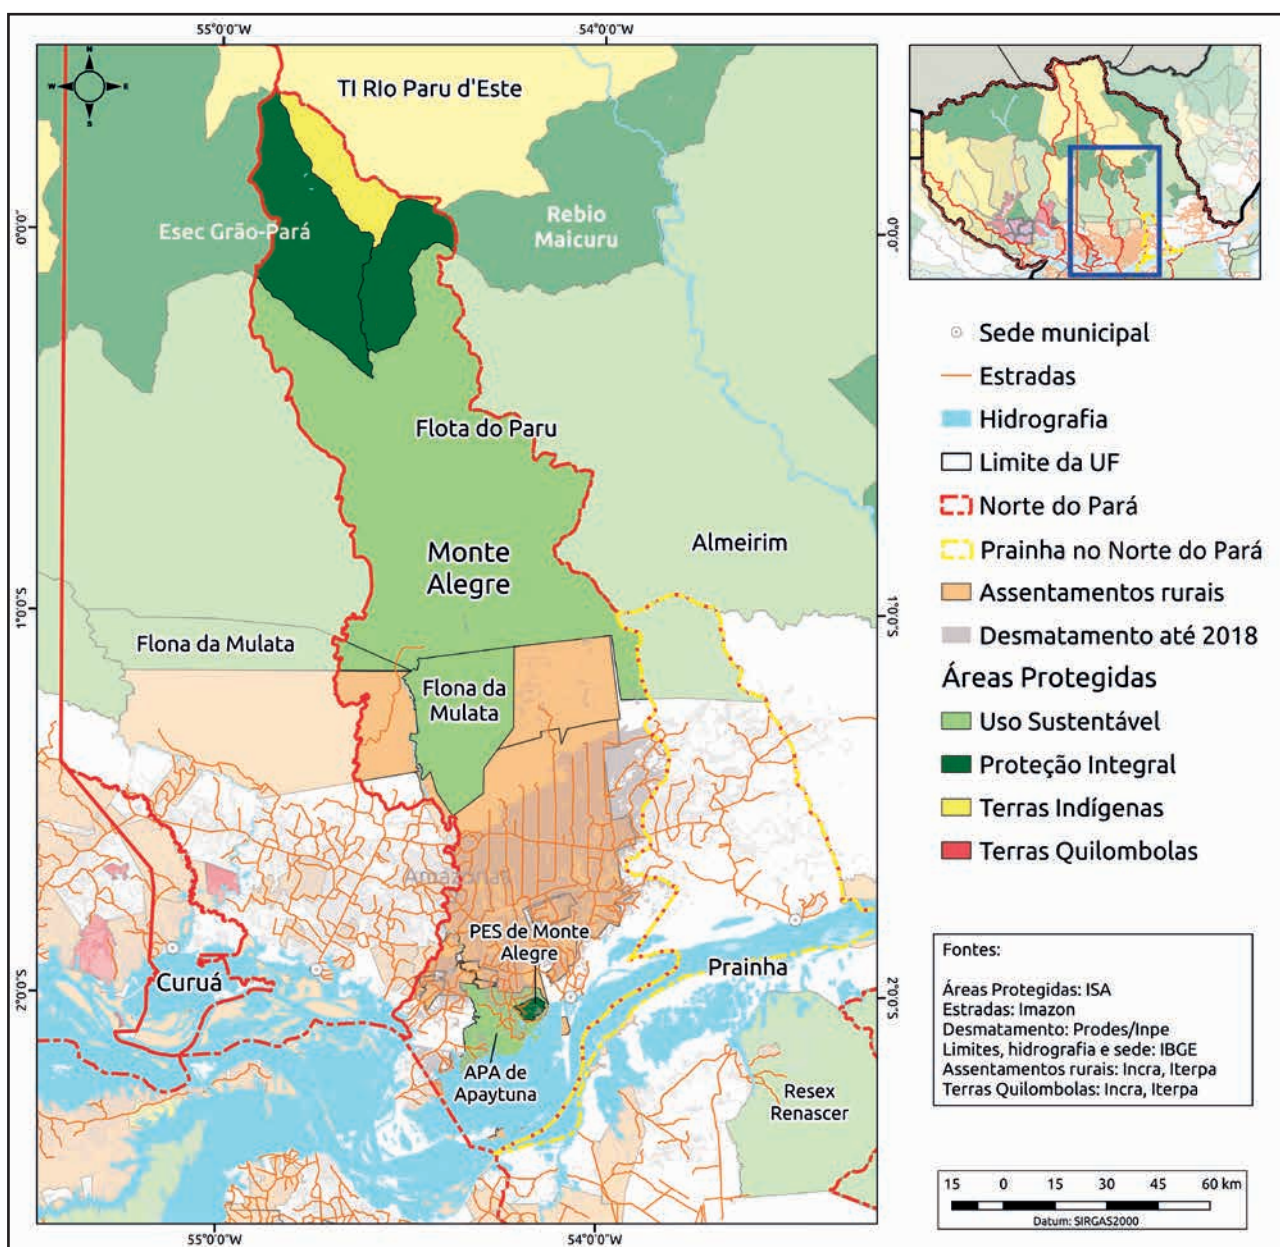 55°0'0"W
54°0'0"W
N
W
E
S
TI RIo Paru d'Este
0°0'0"
0°0'0"
Esec Grão-Pará
Rebio
Maicuru
Flota do Paru
Monte
Alegre
Almeirim
1°0'0"S
1°0'0"S
Flona da Mulata
Flona da
Mulata
Amazonas
PES de Monte
Alegre
Prainha
Curuá
2°0'0"S
2°0'0"S
APA de
Apaytuna
Resex
Renascer
55°0'0"W
54°0'0"W
Sede municipal
Estradas
Hidrografia
Limite da UF
Norte do Pará
Prainha no Norte do Pará
Assentamentos rurais
Desmatamento até 2018
Áreas Protegidas
Uso Sustentável
Proteção Integral
Terras Indígenas
Terras Quilombolas
Fontes:
Áreas Protegidas: ISA
Estradas: Imazon
Desmatamento: Prodes/Inpe
Limites, hidrografia e sede: IBGE
Assentamentos rurais: Incra, Iterpa
Terras Quilombolas: Incra, Iterpa
15 0 15 30 45 60 km
Datum: SIRGAS2000